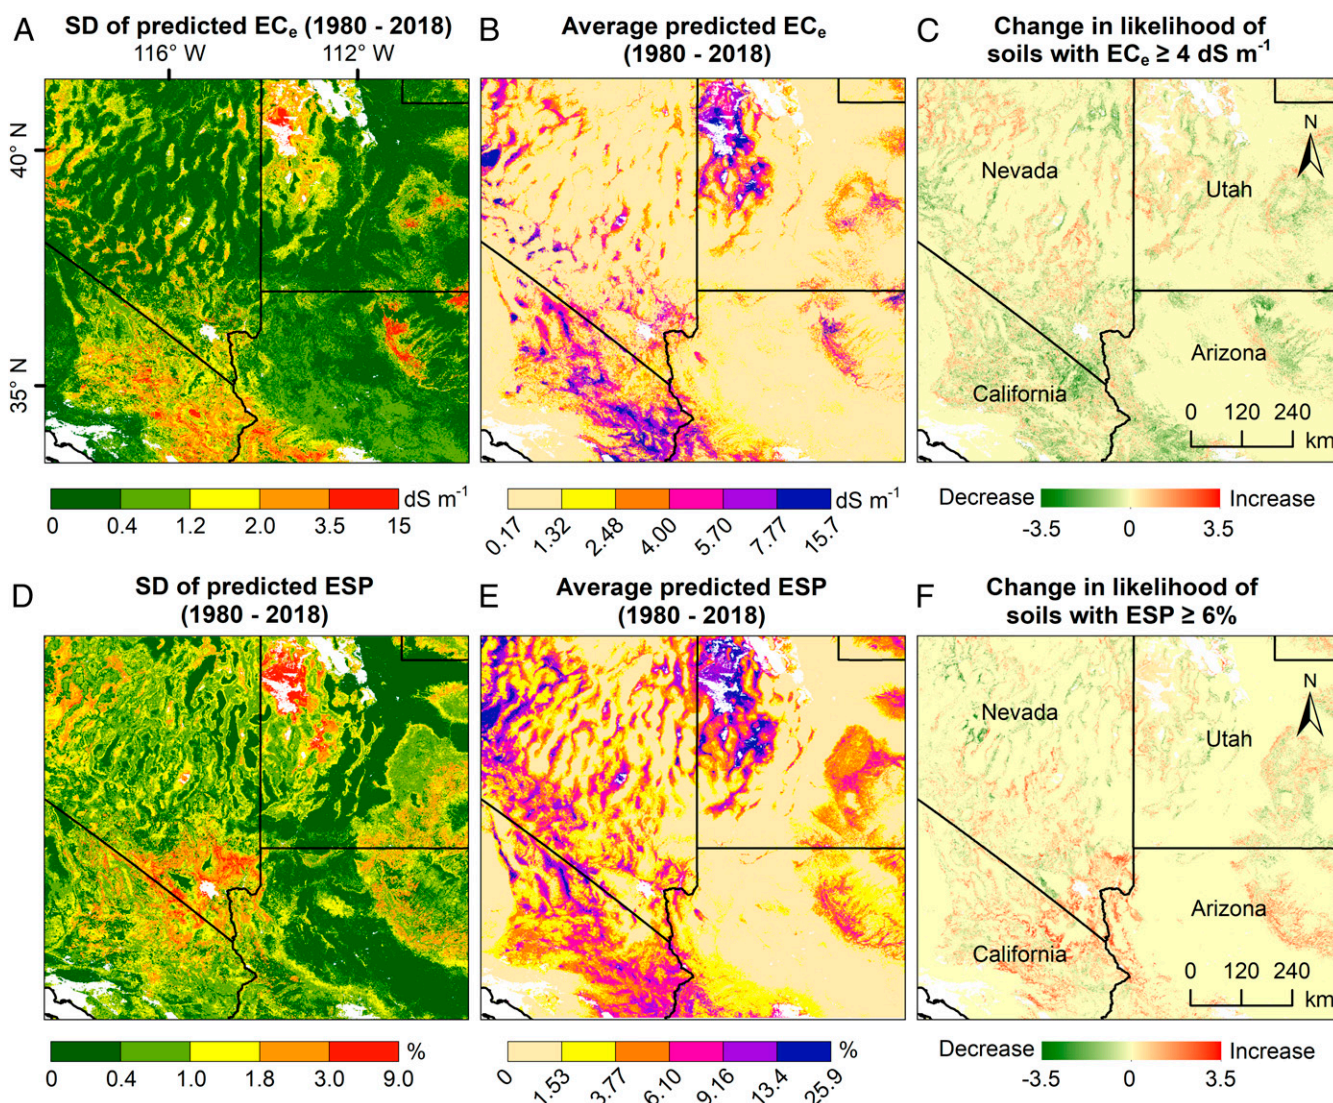 A SD of predicted ECe (1980 - 2018)
116° W 112° W
40° N
35° N
0 0.4 1.2 2.0 3.5 15 dS m⁻¹
B Average predicted ECe
(1980 - 2018)
0.17 1.32 2.48 4.00 5.70 7.77 15.7 dS m⁻¹
C Change in likelihood of
soils with ECe ≥ 4 dS m⁻¹
N
Nevada
Utah
Arizona
California
0 120 240
km
Decrease Increase
-3.5 0 3.5
D SD of predicted ESP
(1980 - 2018)
%
0 0.4 1.0 1.8 3.0 9.0
E Average predicted ESP
(1980 - 2018)
%
0 1.53 3.77 6.10 9.16 13.4 25.9
F Change in likelihood of
soils with ESP ≥ 6%
N
Nevada
Utah
Arizona
California
0 120 240
km
Decrease Increase
-3.5 0 3.5